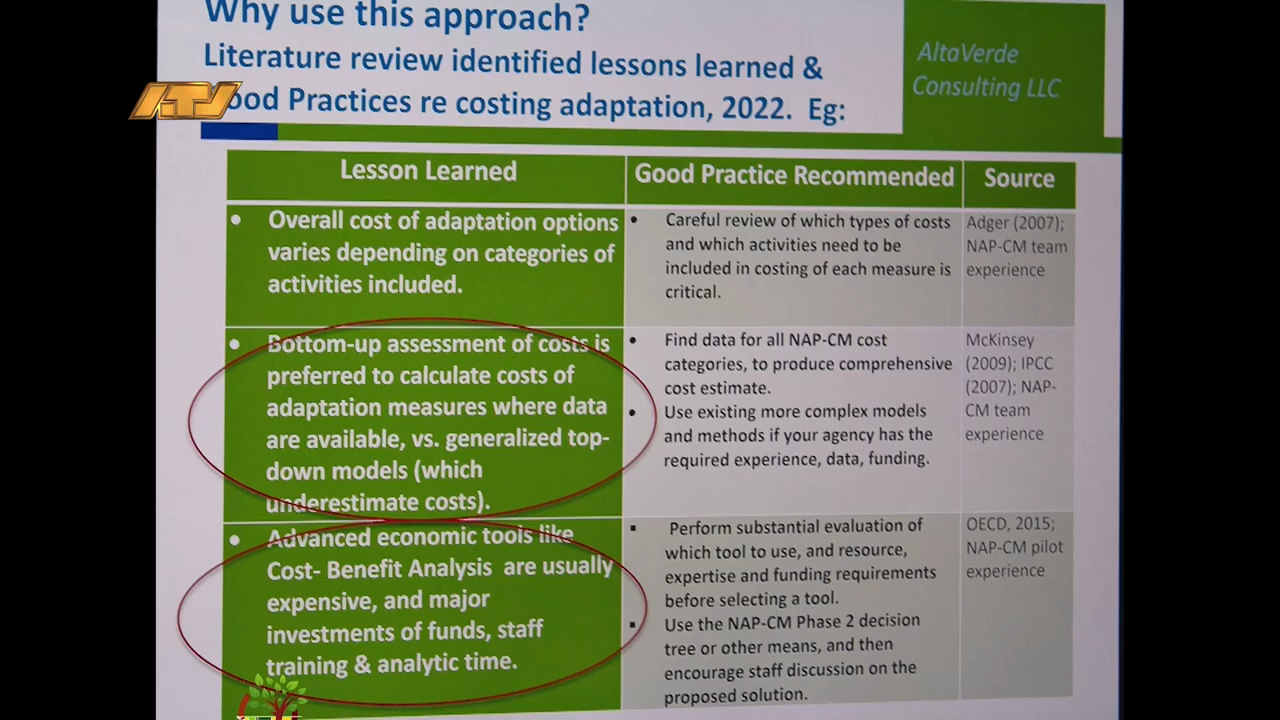 Why use this approach?
Literature review identified lessons learned &
ood Practices re costing adaptation, 2022. Eg:
AltaVerde
Consulting LLC
ITV
Lesson Learned
Good Practice Recommended
Source
• Overall cost of adaptation options
varies depending on categories of
activities included.
• Careful review of which types of costs
and which activities need to be
included in costing of each measure is
critical.
Adger (2007);
NAP-CM team
experience
• Bottom-up assessment of costs is
preferred to calculate costs of
adaptation measures where data
are available, vs. generalized top-
down models (which
underestimate costs).
• Find data for all NAP-CM cost
categories, to produce comprehensive
cost estimate.
• Use existing more complex models
and methods if your agency has the
required experience, data, funding.
McKinsey
(2009); IPCC
(2007); NAP-
CM team
experience
• Advanced economic tools like
Cost- Benefit Analysis are usually
expensive, and major
investments of funds, staff
training & analytic time.
▪ Perform substantial evaluation of
which tool to use, and resource,
expertise and funding requirements
before selecting a tool.
▪ Use the NAP-CM Phase 2 decision
tree or other means, and then
encourage staff discussion on the
proposed solution.
OECD, 2015;
NAP-CM pilot
experience